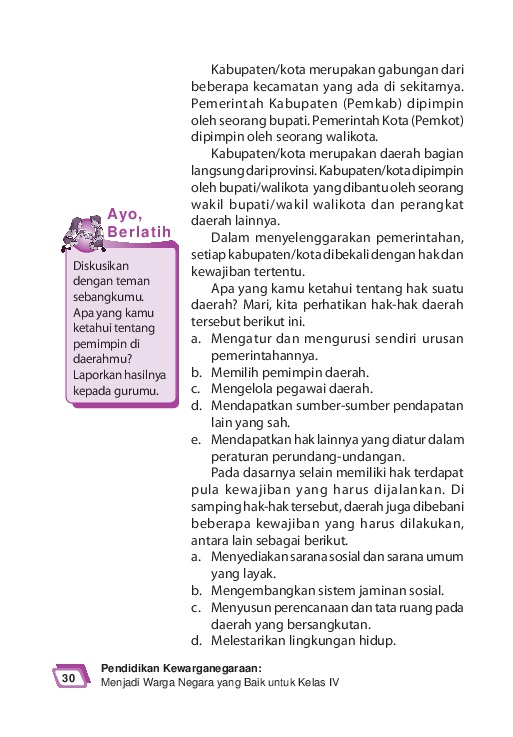 Kabupaten/kota merupakan gabungan dari
beberapa kecamatan yang ada di sekitarnya.
Pemerintah Kabupaten (Pemkab) dipimpin
oleh seorang bupati. Pemerintah Kota (Pemkot)
dipimpin oleh seorang walikota.
Kabupaten/kota merupakan daerah bagian
langsung dari provinsi. Kabupaten/kota dipimpin
oleh bupati/walikota yang dibantu oleh seorang
wakil bupati/wakil walikota dan perangkat
daerah lainnya.
Dalam menyelenggarakan pemerintahan,
setiap kabupaten/kota dibekali dengan hak dan
kewajiban tertentu.
Apa yang kamu ketahui tentang hak suatu
daerah? Mari, kita perhatikan hak-hak daerah
tersebut berikut ini.
a. Mengatur dan mengurusi sendiri urusan
pemerintahannya.
b. Memilih pemimpin daerah.
c. Mengelola pegawai daerah.
d. Mendapatkan sumber-sumber pendapatan
lain yang sah.
e. Mendapatkan hak lainnya yang diatur dalam
peraturan perundang-undangan.
Pada dasarnya selain memiliki hak terdapat
pula kewajiban yang harus dijalankan. Di
samping hak-hak tersebut, daerah juga dibebani
beberapa kewajiban yang harus dilakukan,
antara lain sebagai berikut.
a. Menyediakan sarana sosial dan sarana umum
yang layak.
b. Mengembangkan sistem jaminan sosial.
c. Menyusun perencanaan dan tata ruang pada
daerah yang bersangkutan.
d. Melestarikan lingkungan hidup.
Ayo,
Berlatih
Diskusikan
dengan teman
sebangkumu.
Apa yang kamu
ketahui tentang
pemimpin di
daerahmu?
Laporkan hasilnya
kepada gurumu.
30
Pendidikan Kewarganegaraan:
Menjadi Warga Negara yang Baik untuk Kelas IV